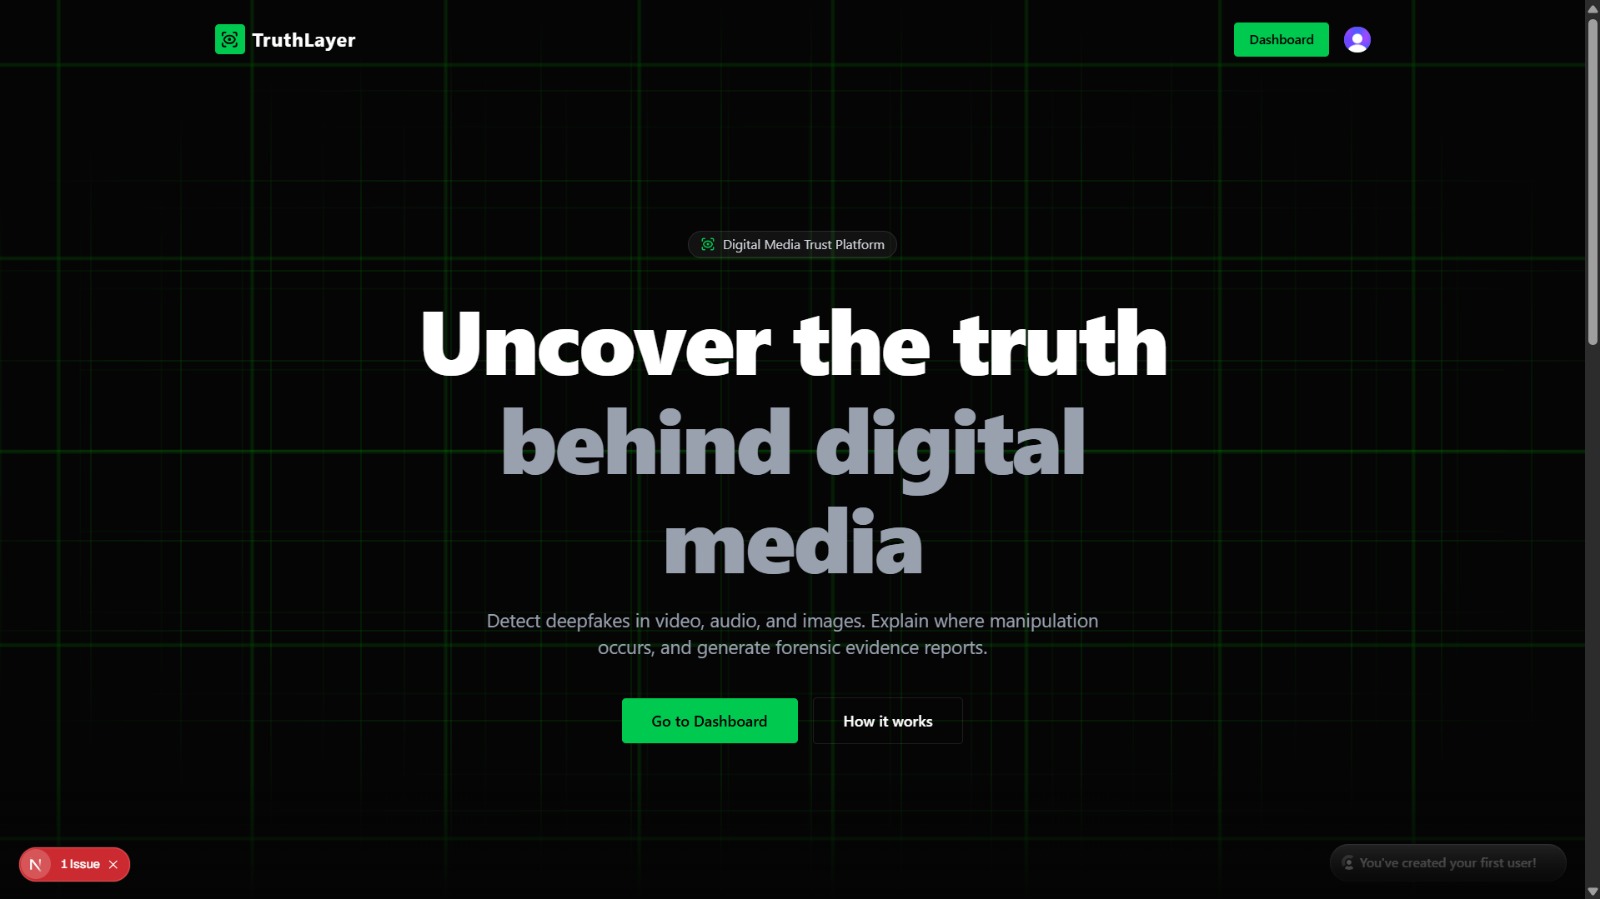 TruthLayer
Dashboard
Digital Media Trust Platform
Uncover the truth
behind digital
media
Detect deepfakes in video, audio, and images. Explain where manipulation
occurs, and generate forensic evidence reports.
Go to Dashboard
How it works
N
1 Issue
You've created your first user!